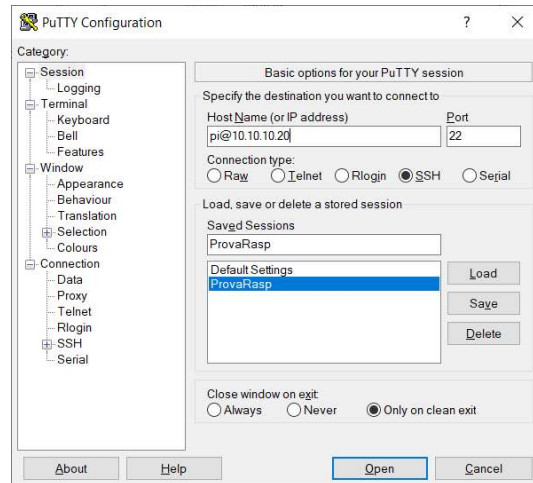 PuTTY Configuration ? ×
Category:
Session
Logging
Terminal
Keyboard
Bell
Features
Window
Appearance
Behaviour
Translation
Selection
Colours
Connection
Data
Proxy
Telnet
Rlogin
SSH
Serial
Basic options for your PuTTY session
Specify the destination you want to connect to
Host Name (or IP address) Port
pi@10.10.10.20 22
Connection type:
Raw Telnet Rlogin SSH Serial
Load, save or delete a stored session
Saved Sessions
ProvaRasp
Default Settings
ProvaRasp
Load
Save
Delete
Close window on exit:
Always Never Only on clean exit
About Help Open Cancel